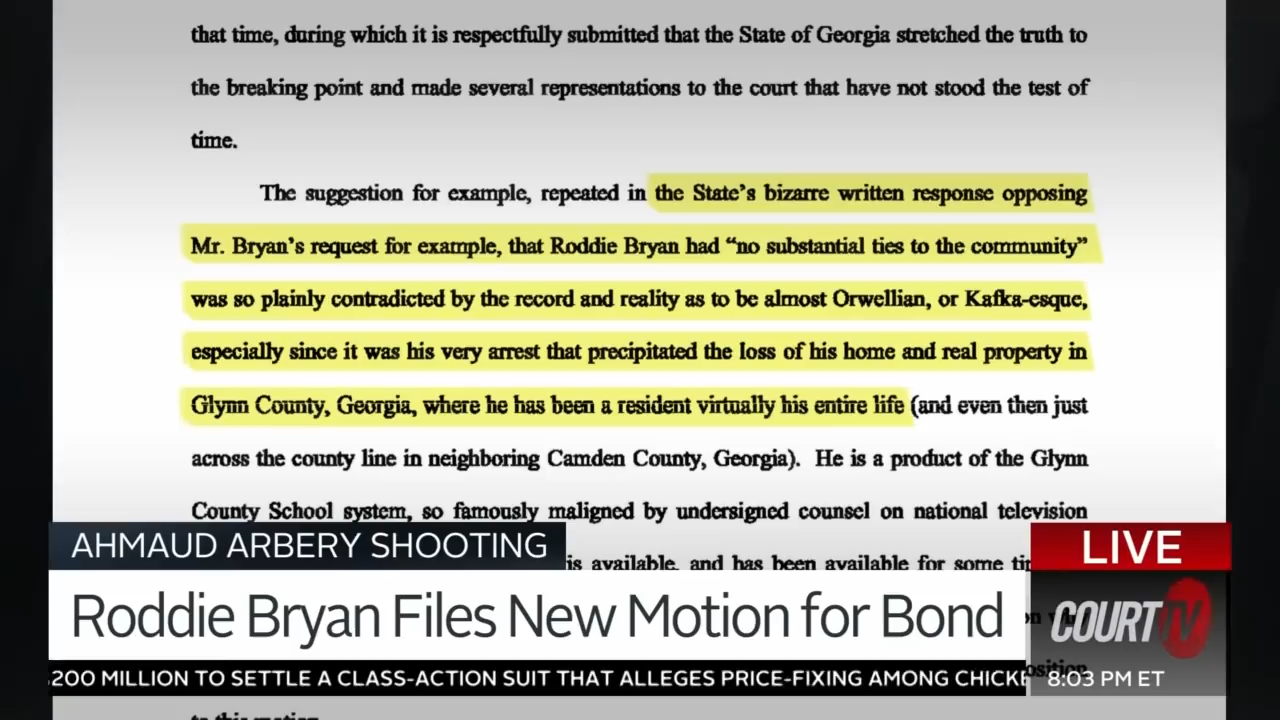 that time, during which it is respectfully submitted that the State of Georgia stretched the truth to
the breaking point and made several representations to the court that have not stood the test of
time.
The suggestion for example, repeated in the State's bizarre written response opposing
Mr. Bryan's request for example, that Roddie Bryan had “no substantial ties to the community”
was so plainly contradicted by the record and reality as to be almost Orwellian, or Kafka-esque,
especially since it was his very arrest that precipitated the loss of his home and real property in
Glynn County, Georgia, where he has been a resident virtually his entire life (and even then just
across the county line in neighboring Camden County, Georgia). He is a product of the Glynn
County School system, so famously maligned by undersigned counsel on national television
AHMAUD ARBERY SHOOTING
is available, and has been available for some
LIVE
Roddie Bryan Files New Motion for Bond
COURT TV
200 MILLION TO SETTLE A CLASS-ACTION SUIT THAT ALLEGES PRICE-FIXING AMONG
8:03 PM ET
to this motion